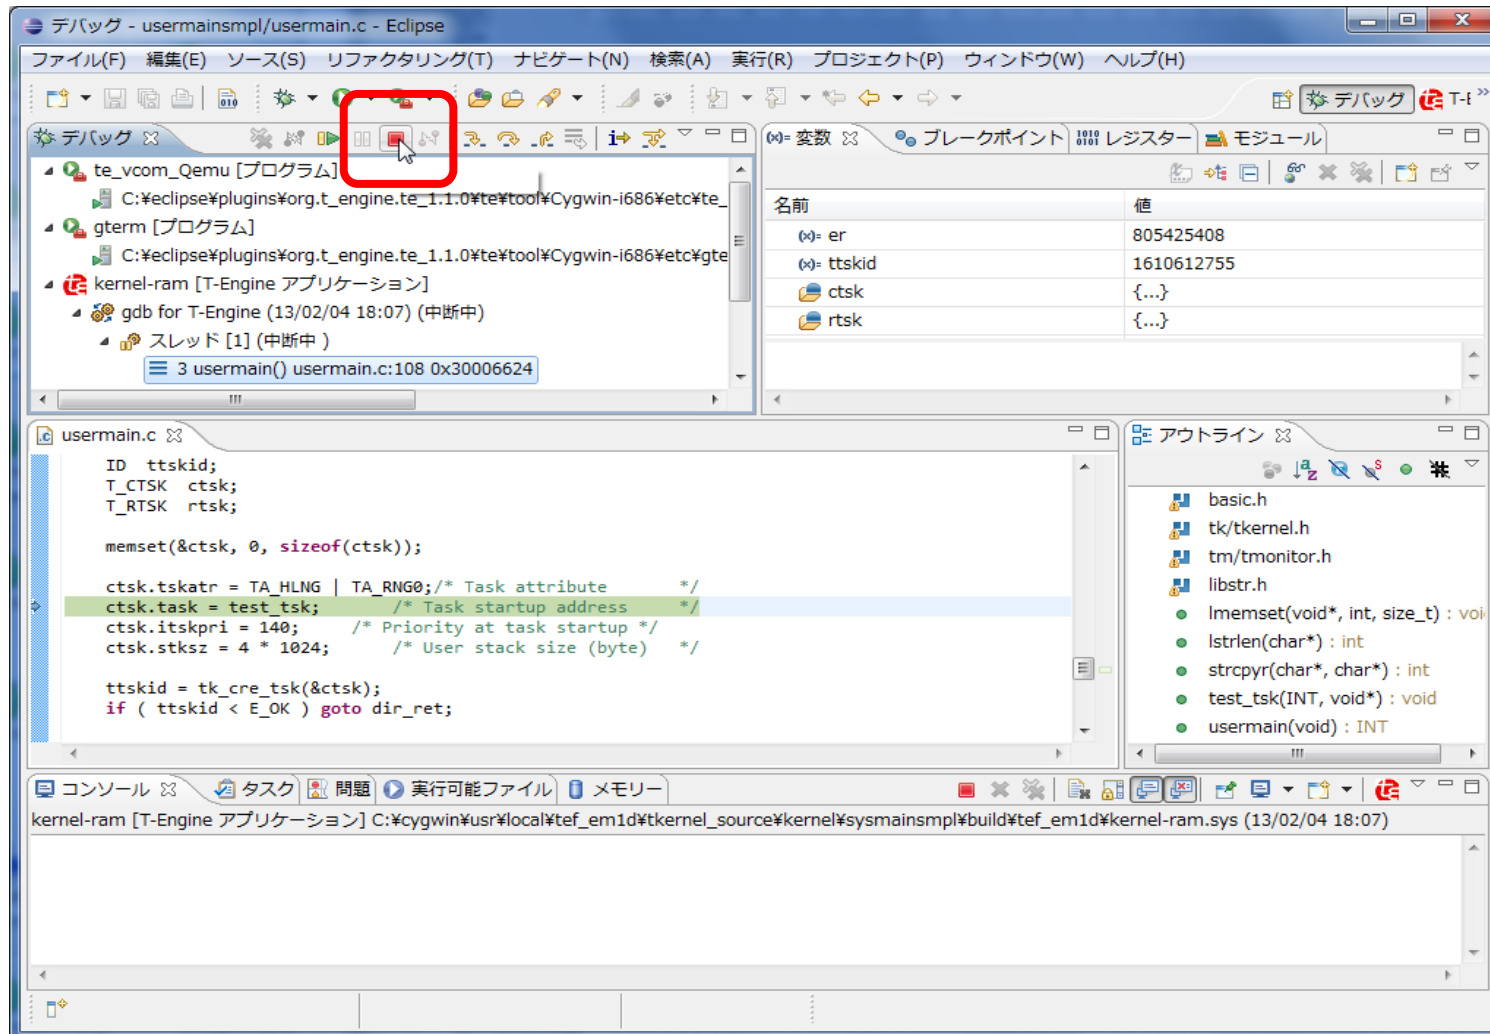 デバッグ - usermainsmpl/usermain.c - Eclipse
ファイル(F) 編集(E) ソース(S) リファクタリング(T) ナビゲート(N) 検索(A) 実行(R) プロジェクト(P) ウィンドウ(W) ヘルプ(H)
デバッグ T-E
デバッグ
te_vcom_Qemu [プログラム]
C:¥eclipse¥plugins¥org.t_engine.te_1.1.0¥te¥tool¥Cygwin-i686¥etc¥te_
gterm [プログラム]
C:¥eclipse¥plugins¥org.t_engine.te_1.1.0¥te¥tool¥Cygwin-i686¥etc¥gte
kernel-ram [T-Engine アプリケーション]
gdb for T-Engine (13/02/04 18:07) (中断中)
スレッド [1] (中断中 )
3 usermain() usermain.c:108 0x30006624
(x)= 変数 ブレークポイント レジスター モジュール
名前 値
(x)= er 805425408
(x)= ttskid 1610612755
ctsk {...}
rtsk {...}
usermain.c
ID ttskid;
T_CTSK ctsk;
T_RTSK rtsk;
memset(&ctsk, 0, sizeof(ctsk));
ctsk.tskatr = TA_HLNG | TA_RNG0;/* Task attribute */
ctsk.task = test_tsk; /* Task startup address */
ctsk.itskpri = 140; /* Priority at task startup */
ctsk.stksz = 4 * 1024; /* User stack size (byte) */
ttskid = tk_cre_tsk(&ctsk);
if ( ttskid < E_OK ) goto dir_ret;
アウトライン
basic.h
tk/tkernel.h
tm/tmonitor.h
libstr.h
lmemset(void*, int, size_t) : voi
lstrlen(char*) : int
strcpyr(char*, char*) : int
test_tsk(INT, void*) : void
usermain(void) : INT
コンソール タスク 問題 実行可能ファイル メモリー
kernel-ram [T-Engine アプリケーション] C:¥cygwin¥usr¥local¥tef_em1d¥tkernel_source¥kernel¥sysmainsmpl¥build¥tef_em1d¥kernel-ram.sys (13/02/04 18:07)